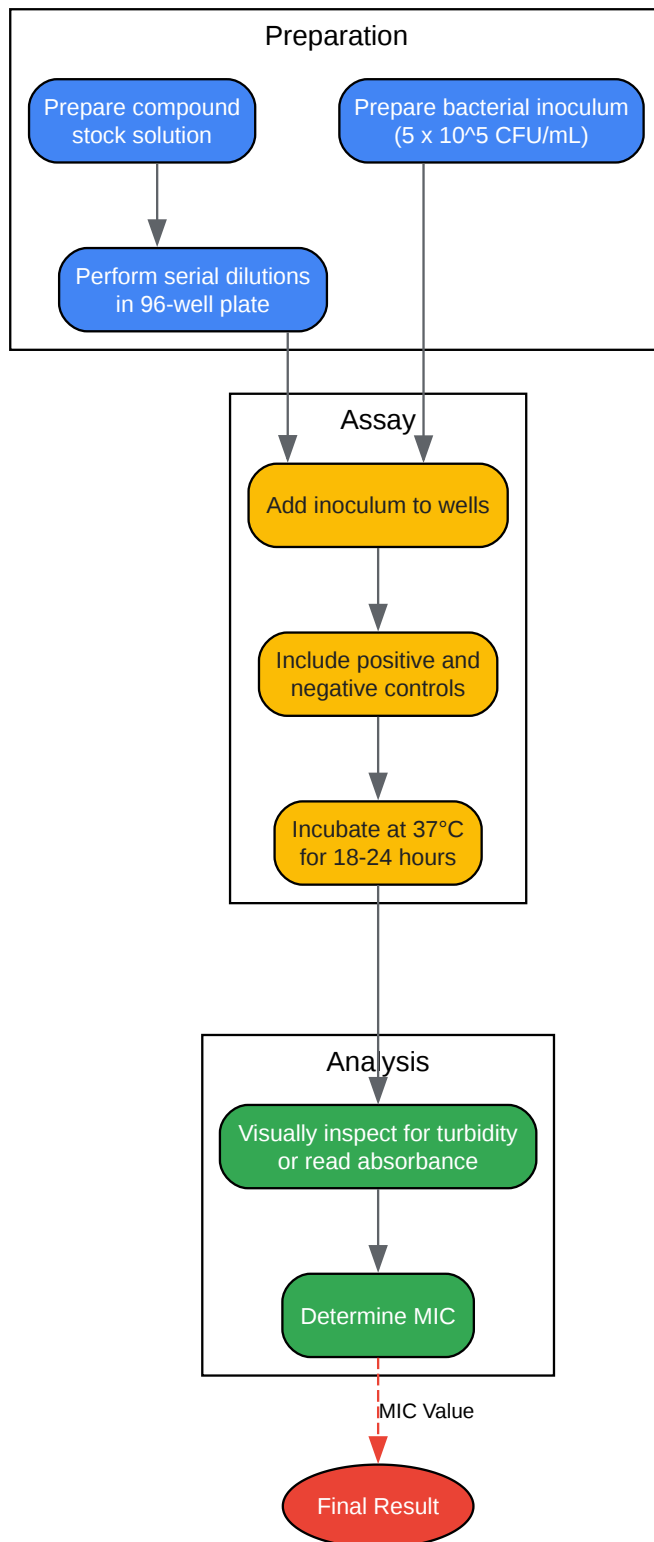 Preparation
Prepare compound
stock solution
Prepare bacterial inoculum
(5 x 10^5 CFU/mL)
Perform serial dilutions
in 96-well plate
Assay
Add inoculum to wells
Include positive and
negative controls
Incubate at 37°C
for 18-24 hours
Analysis
Visually inspect for turbidity
or read absorbance
Determine MIC
MIC Value
Final Result